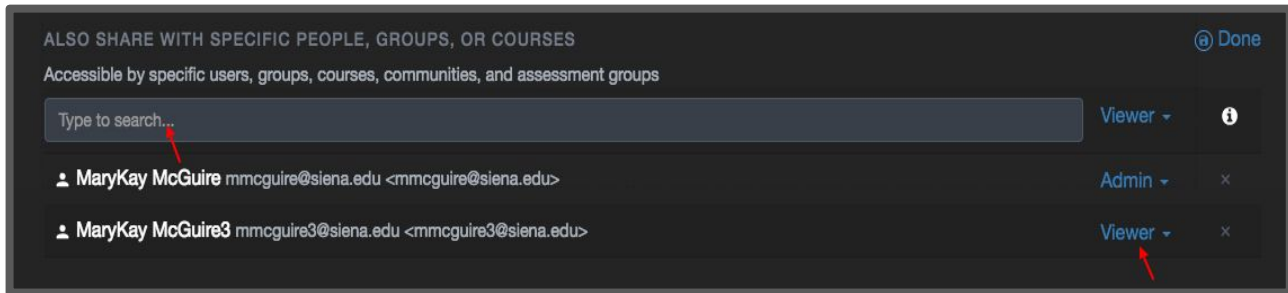 ALSO SHARE WITH SPECIFIC PEOPLE, GROUPS, OR COURSES
Done
Accessible by specific users, groups, courses, communities, and assessment groups
Type to search...
Viewer
MaryKay McGuire mmcguire@siena.edu <mmcguire@siena.edu>
Admin
MaryKay McGuire3 mmcguire3@siena.edu <mmcguire3@siena.edu>
Viewer